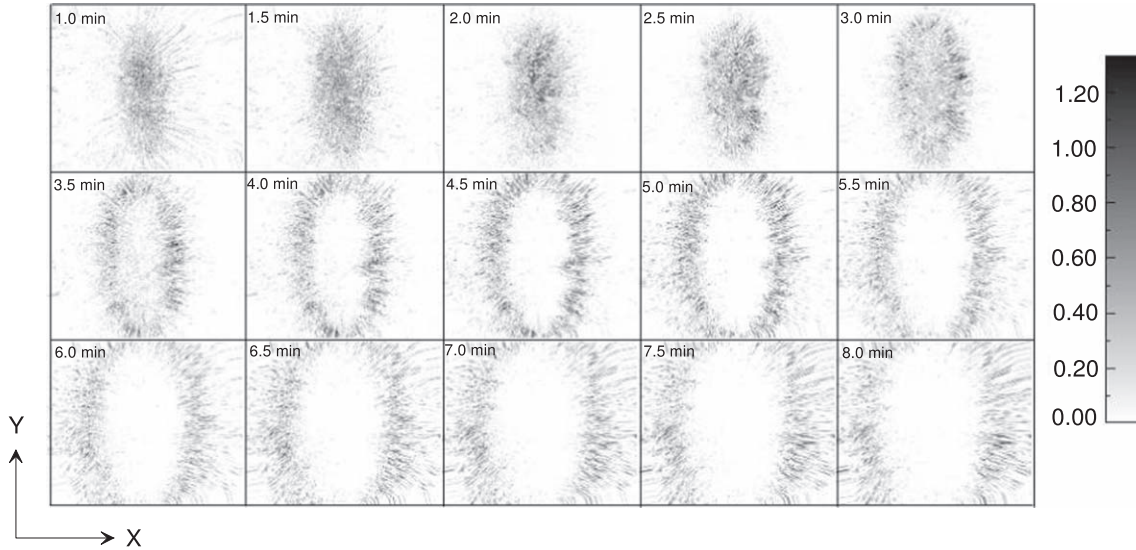 1.0 min
1.5 min
2.0 min
2.5 min
3.0 min
3.5 min
4.0 min
4.5 min
5.0 min
5.5 min
6.0 min
6.5 min
7.0 min
7.5 min
8.0 min
1.20
1.00
0.80
0.60
0.40
0.20
0.00
Y
X